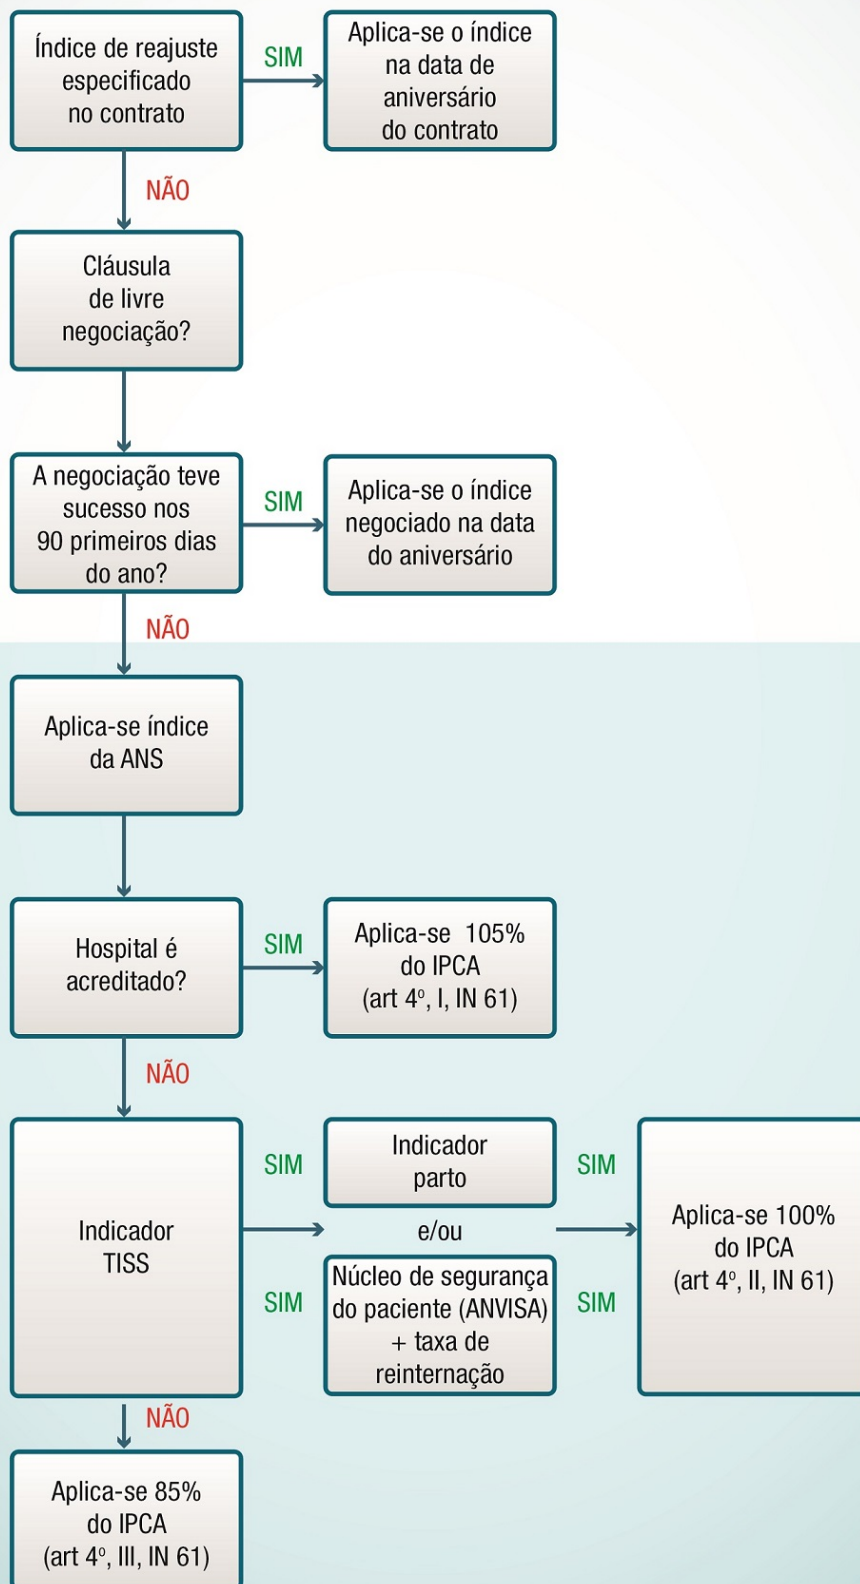 Índice de reajuste
especificado
no contrato
SIM
Aplica-se o índice
na data de
aniversário
do contrato
NÃO
Cláusula
de livre
negociação?
A negociação teve
sucesso nos
90 primeiros dias
do ano?
SIM
Aplica-se o índice
negociado na data
do aniversário
NÃO
Aplica-se índice
da ANS
Hospital é
acreditado?
SIM
Aplica-se 105%
do IPCA
(art 4º, I, IN 61)
NÃO
Indicador
TISS
SIM
SIM
Indicador
parto
e/ou
Núcleo de segurança
do paciente (ANVISA)
+ taxa de
reinternação
SIM
SIM
Aplica-se 100%
do IPCA
(art 4º, II, IN 61)
NÃO
Aplica-se 85%
do IPCA
(art 4º, III, IN 61)